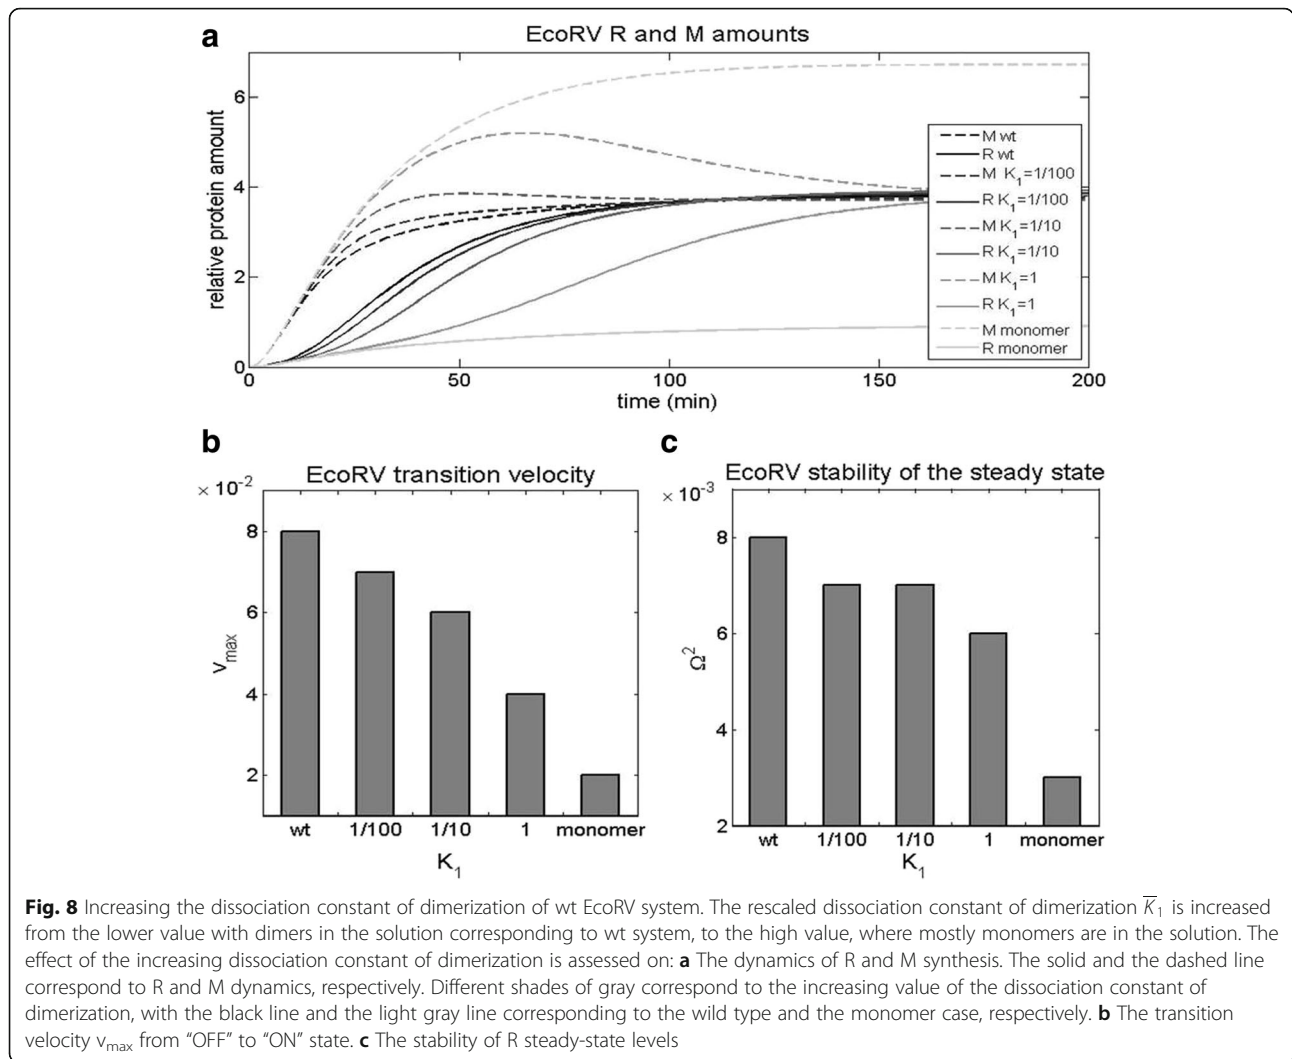 a
EcoRV R and M amounts
relative protein amount
6
4
2
0
0 50 100 150 200
time (min)
M wt
R wt
M K₁=1/100
R K₁=1/100
M K₁=1/10
R K₁=1/10
M K₁=1
R K₁=1
M monomer
R monomer
b
EcoRV transition velocity
× 10⁻²
8
6
4
2
v_max
wt 1/100 1/10 1 monomer
K₁
c
EcoRV stability of the steady state
× 10⁻³
8
6
4
2
Ω²
wt 1/100 1/10 1 monomer
K₁
Fig. 8 Increasing the dissociation constant of dimerization of wt EcoRV system. The rescaled dissociation constant of dimerization K̅₁ is increased
from the lower value with dimers in the solution corresponding to wt system, to the high value, where mostly monomers are in the solution. The
effect of the increasing dissociation constant of dimerization is assessed on: a The dynamics of R and M synthesis. The solid and the dashed line
correspond to R and M dynamics, respectively. Different shades of gray correspond to the increasing value of the dissociation constant of
dimerization, with the black line and the light gray line corresponding to the wild type and the monomer case, respectively. b The transition
velocity v_max from “OFF” to “ON” state. c The stability of R steady-state levels